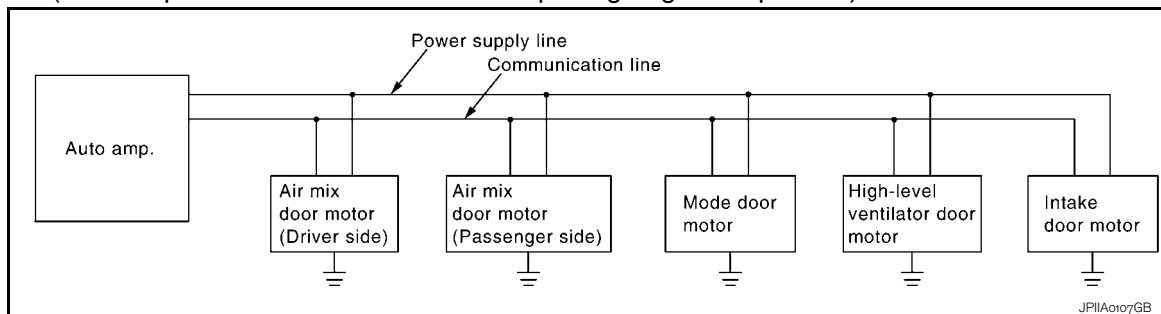 Power supply line
Communication line
Auto amp.
Air mix
door motor
(Driver side)
Air mix
door motor
(Passenger side)
Mode door
motor
High-level
ventilator door
motor
Intake
door motor
JPIIA0107GB